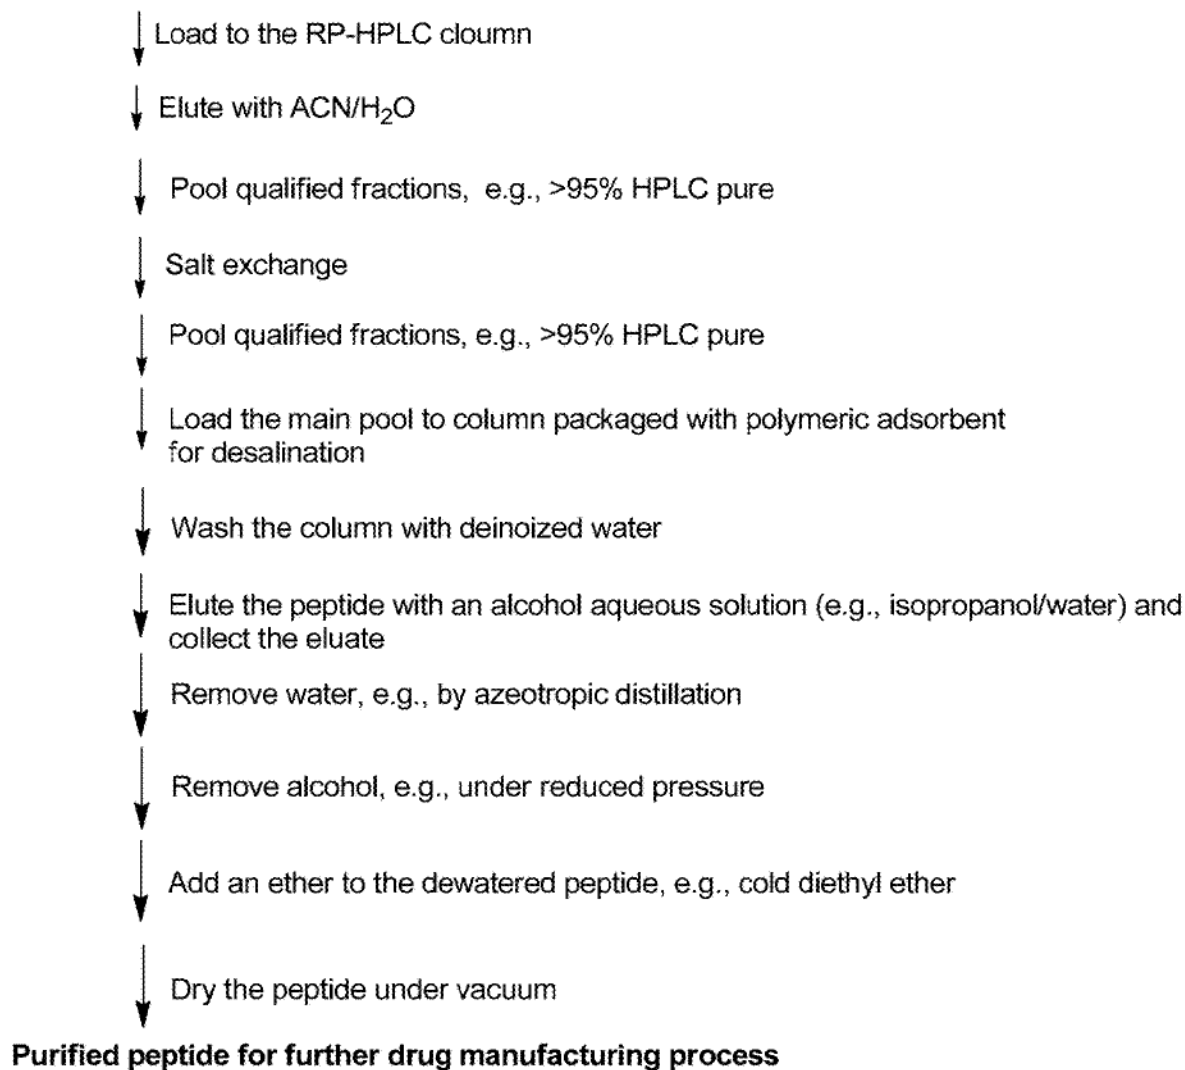 Load to the RP-HPLC cloumn
Elute with ACN/H₂O
Pool qualified fractions, e.g., >95% HPLC pure
Salt exchange
Pool qualified fractions, e.g., >95% HPLC pure
Load the main pool to column packaged with polymeric adsorbent
for desalination
Wash the column with deinoized water
Elute the peptide with an alcohol aqueous solution (e.g., isopropanol/water) and
collect the eluate
Remove water, e.g., by azeotropic distillation
Remove alcohol, e.g., under reduced pressure
Add an ether to the dewatered peptide, e.g., cold diethyl ether
Dry the peptide under vacuum
Purified peptide for further drug manufacturing process